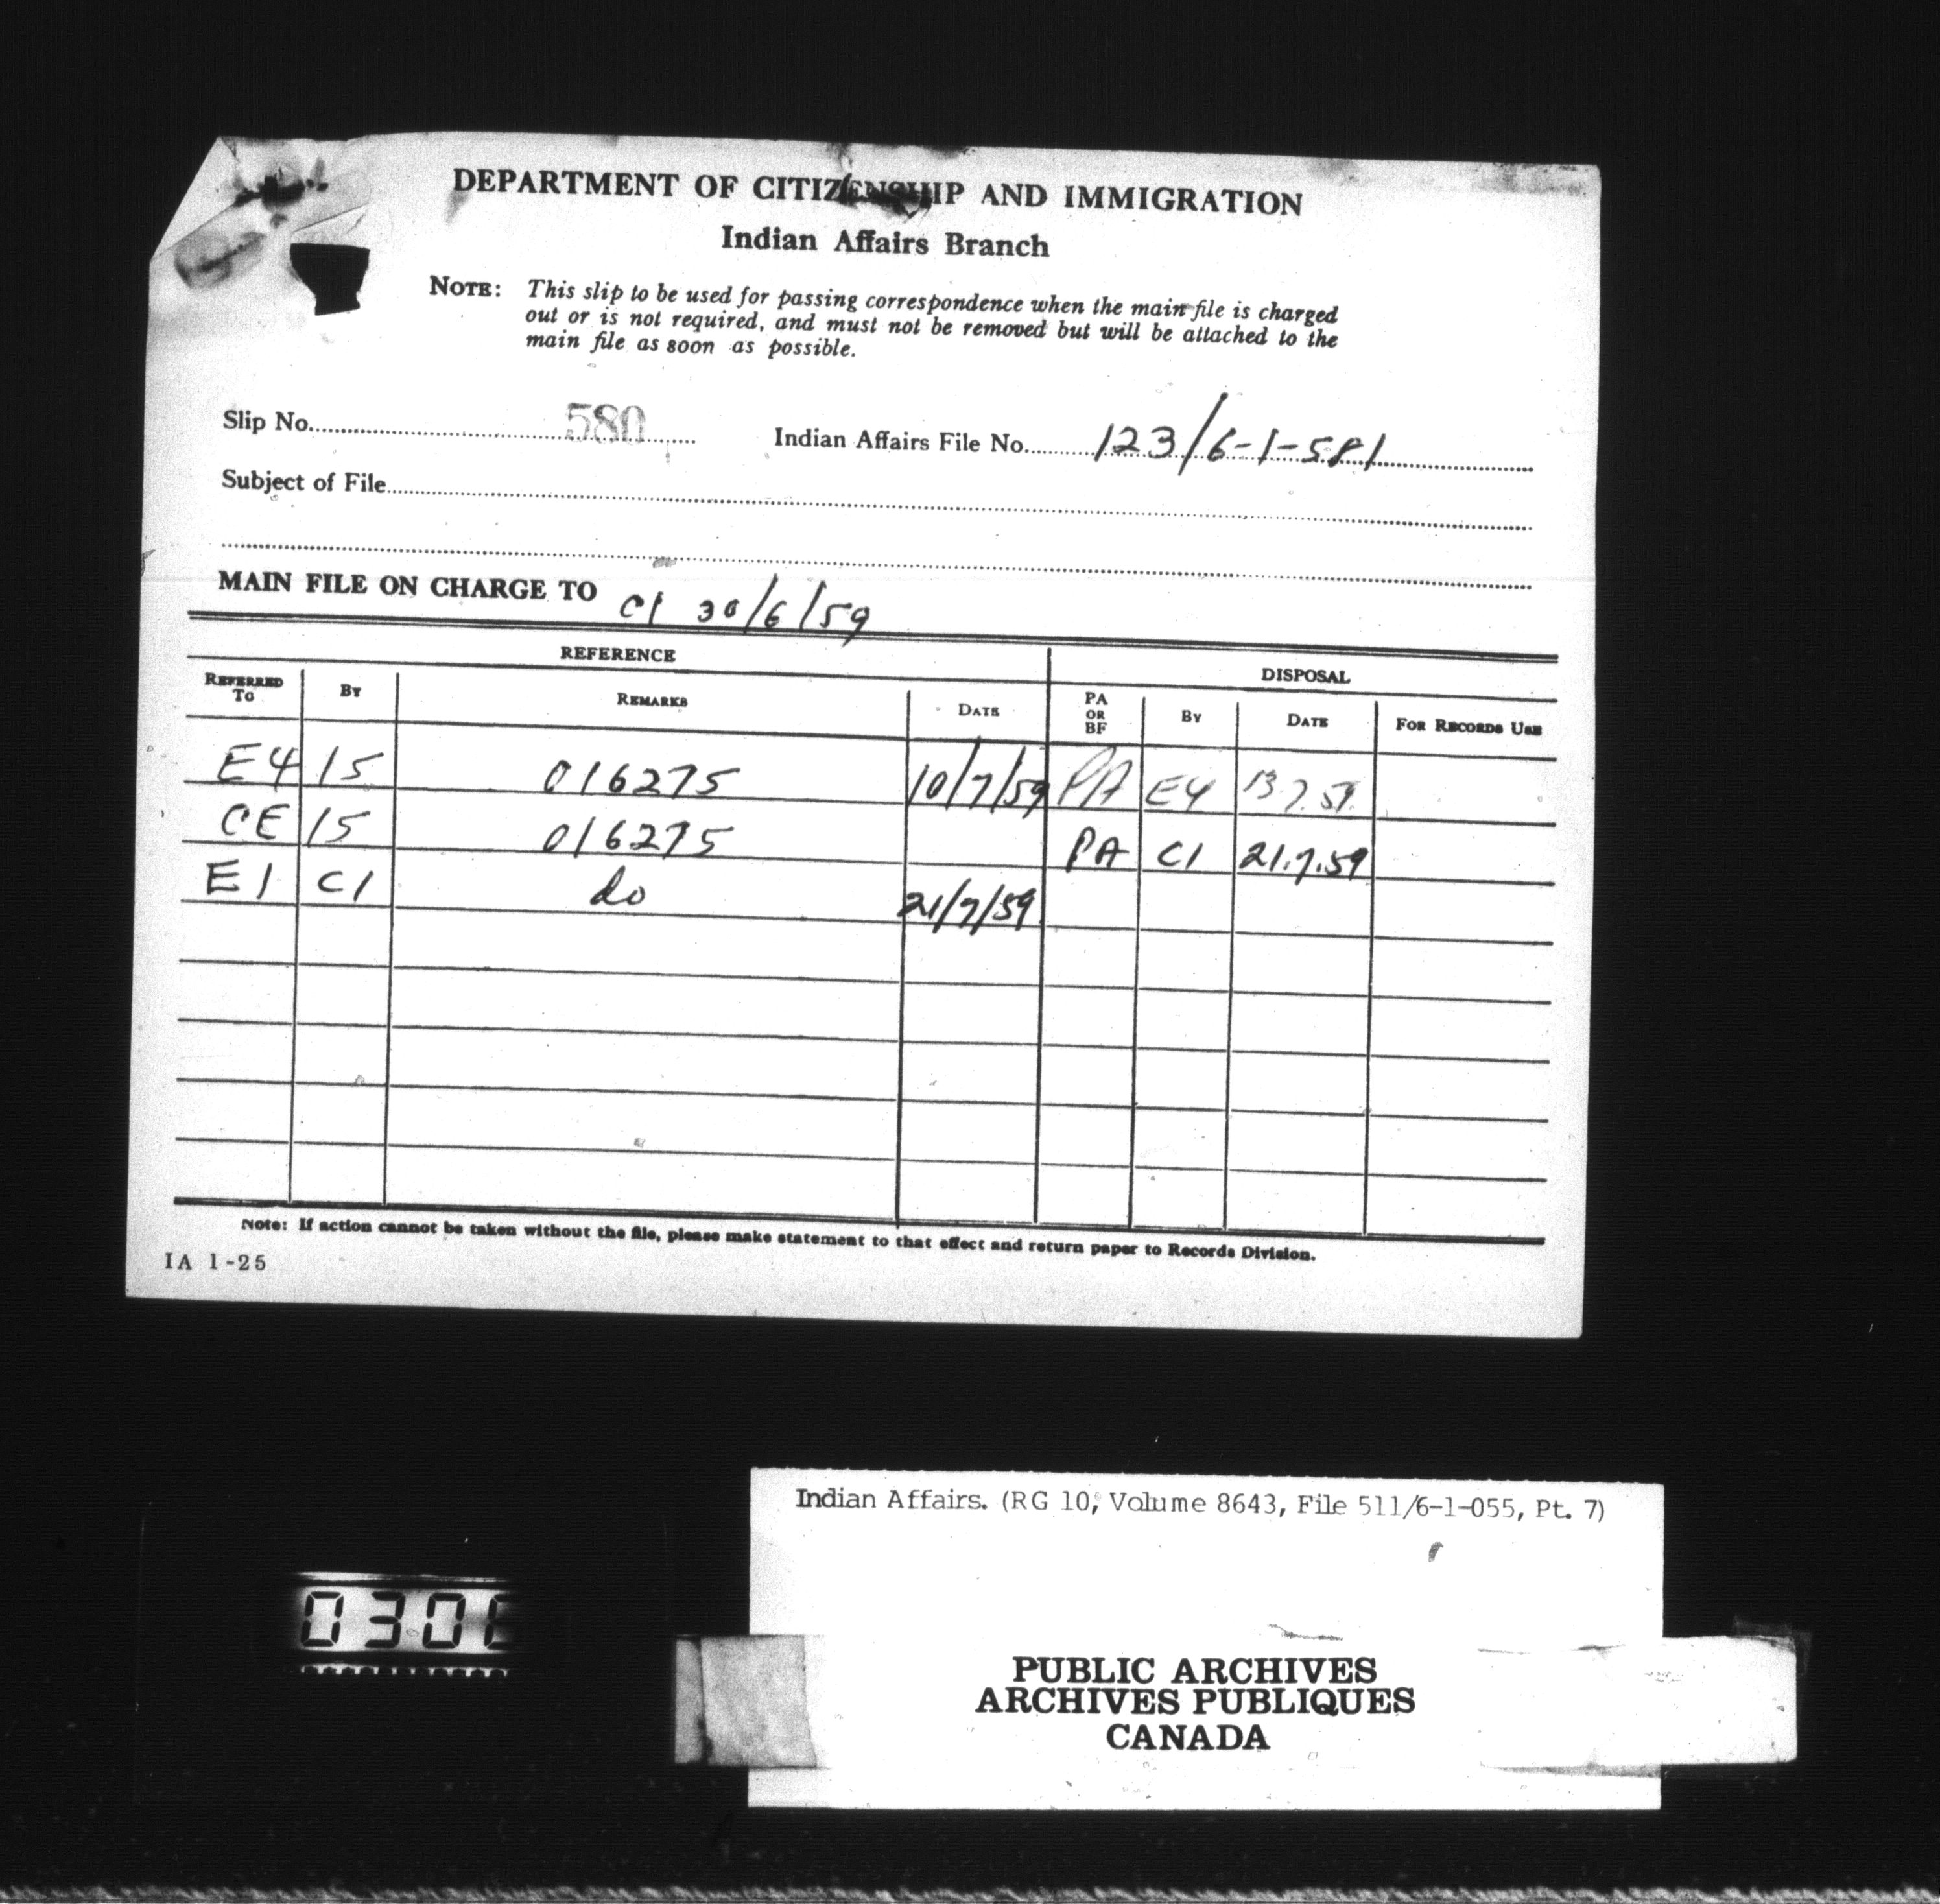 DEPARTMENT OF CITIZENSHIP AND IMMIGRATION
Indian Affairs Branch
NOTE: This slip to be used for passing correspondence when the main file is charged
out or is not required, and must not be removed but will be attached to the
main file as soon as possible.
Slip No. 580 Indian Affairs File No. 123/6-1-581
Subject of File
MAIN FILE ON CHARGE TO C1 30/6/59
REFERENCE DISPOSAL
REFERRED TO BY REMARKS DATE PA OR BF BY DATE FOR RECORDS USE
E4 15 016275 10/7/59 PA E4 13.7.59.
CE 15 016275 PA C1 21.7.59
E1 C1 do 21/7/59
Note: If action cannot be taken without the file, please make statement to that effect and return paper to Records Division.
IA 1-25
Indian Affairs. (RG 10, Volume 8643, File 511/6-1-055, Pt. 7)
030
PUBLIC ARCHIVES
ARCHIVES PUBLIQUES
CANADA